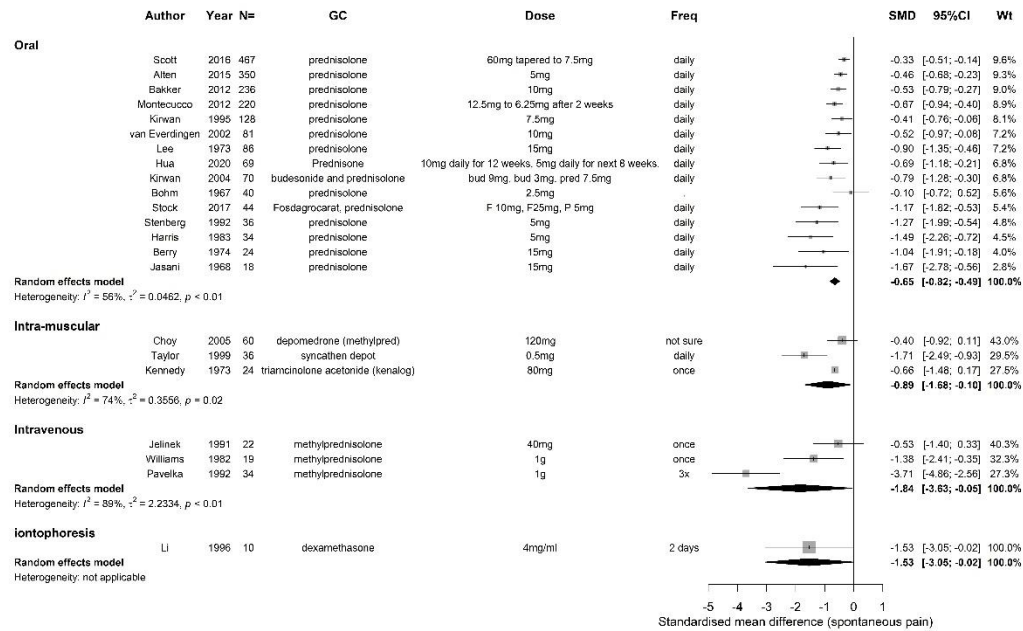 Author Year N= GC Dose Freq SMD 95%CI Wt
Oral
Scott 2016 467 prednisolone 60mg tapered to 7.5mg daily -0.33 [-0.51; -0.14] 9.6%
Alten 2015 350 prednisolone 5mg daily -0.46 [-0.68; -0.23] 9.3%
Bakker 2012 236 prednisolone 10mg daily -0.53 [-0.79; -0.27] 9.0%
Montecucco 2012 220 prednisolone 12.5mg to 6.25mg after 2 weeks daily -0.67 [-0.94; -0.40] 8.9%
Kirwan 1995 128 prednisolone 7.5mg daily -0.41 [-0.76; -0.06] 8.1%
van Everdingen 2002 81 prednisolone 10mg daily -0.52 [-0.97; -0.08] 7.2%
Lee 1973 86 prednisolone 15mg daily -0.90 [-1.35; -0.46] 7.2%
Hua 2020 69 Prednisone 10mg daily for 12 weeks. 5mg daily for next 8 weeks. daily -0.69 [-1.18; -0.21] 6.8%
Kirwan 2004 70 budesonide and prednisolone bud 9mg. bud 3mg. pred 7.5mg daily -0.79 [-1.28; -0.30] 6.8%
Bohm 1967 40 prednisolone 2.5mg . -0.10 [-0.72; 0.52] 5.6%
Stock 2017 44 Fosdagrocarat, prednisolone F 10mg, F25mg, P 5mg daily -1.17 [-1.82; -0.53] 5.4%
Stenberg 1992 36 prednisolone 5mg daily -1.27 [-1.99; -0.54] 4.8%
Harris 1983 34 prednisolone 5mg daily -1.49 [-2.26; -0.72] 4.5%
Berry 1974 24 prednisolone 15mg daily -1.04 [-1.91; -0.18] 4.0%
Jasani 1968 18 prednisolone 15mg daily -1.67 [-2.78; -0.56] 2.8%
Random effects model -0.65 [-0.82; -0.49] 100.0%
Heterogeneity: I² = 56%, τ² = 0.0462, p < 0.01
Intra-muscular
Choy 2005 60 depomedrone (methylpred) 120mg not sure -0.40 [-0.92; 0.11] 43.0%
Taylor 1999 36 syncathen depot 0.5mg daily -1.71 [-2.49; -0.93] 29.5%
Kennedy 1973 24 triamcinolone acetonide (kenalog) 80mg once -0.66 [-1.48; 0.17] 27.5%
Random effects model -0.89 [-1.68; -0.10] 100.0%
Heterogeneity: I² = 74%, τ² = 0.3556, p = 0.02
Intravenous
Jelinek 1991 22 methylprednisolone 40mg once -0.53 [-1.40; 0.33] 40.3%
Williams 1982 19 methylprednisolone 1g once -1.38 [-2.41; -0.35] 32.3%
Pavelka 1992 34 methylprednisolone 1g 3x -3.71 [-4.86; -2.56] 27.3%
Random effects model -1.84 [-3.63; -0.05] 100.0%
Heterogeneity: I² = 89%, τ² = 2.2334, p < 0.01
iontophoresis
Li 1996 10 dexamethasone 4mg/ml 2 days -1.53 [-3.05; -0.02] 100.0%
Random effects model -1.53 [-3.05; -0.02] 100.0%
Heterogeneity: not applicable
-5 -4 -3 -2 -1 0 1
Standardised mean difference (spontaneous pain)